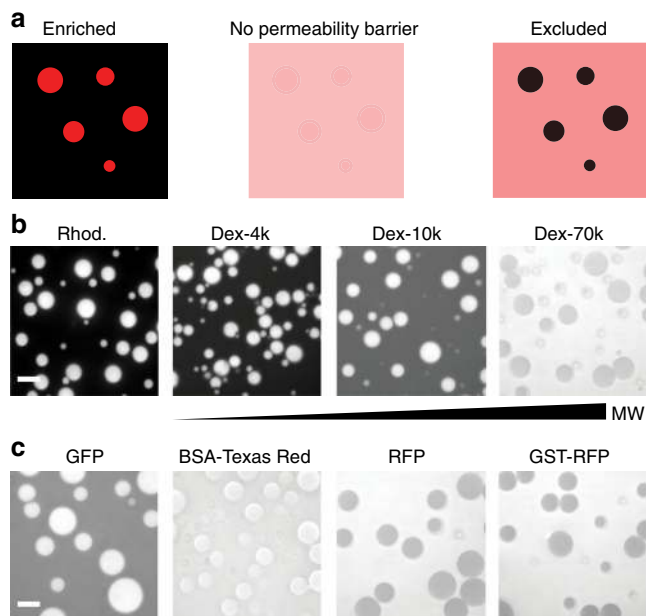 a
Enriched No permeability barrier Excluded
b
Rhod. Dex-4k Dex-10k Dex-70k
MW
c
GFP BSA-Texas Red RFP GST-RFP